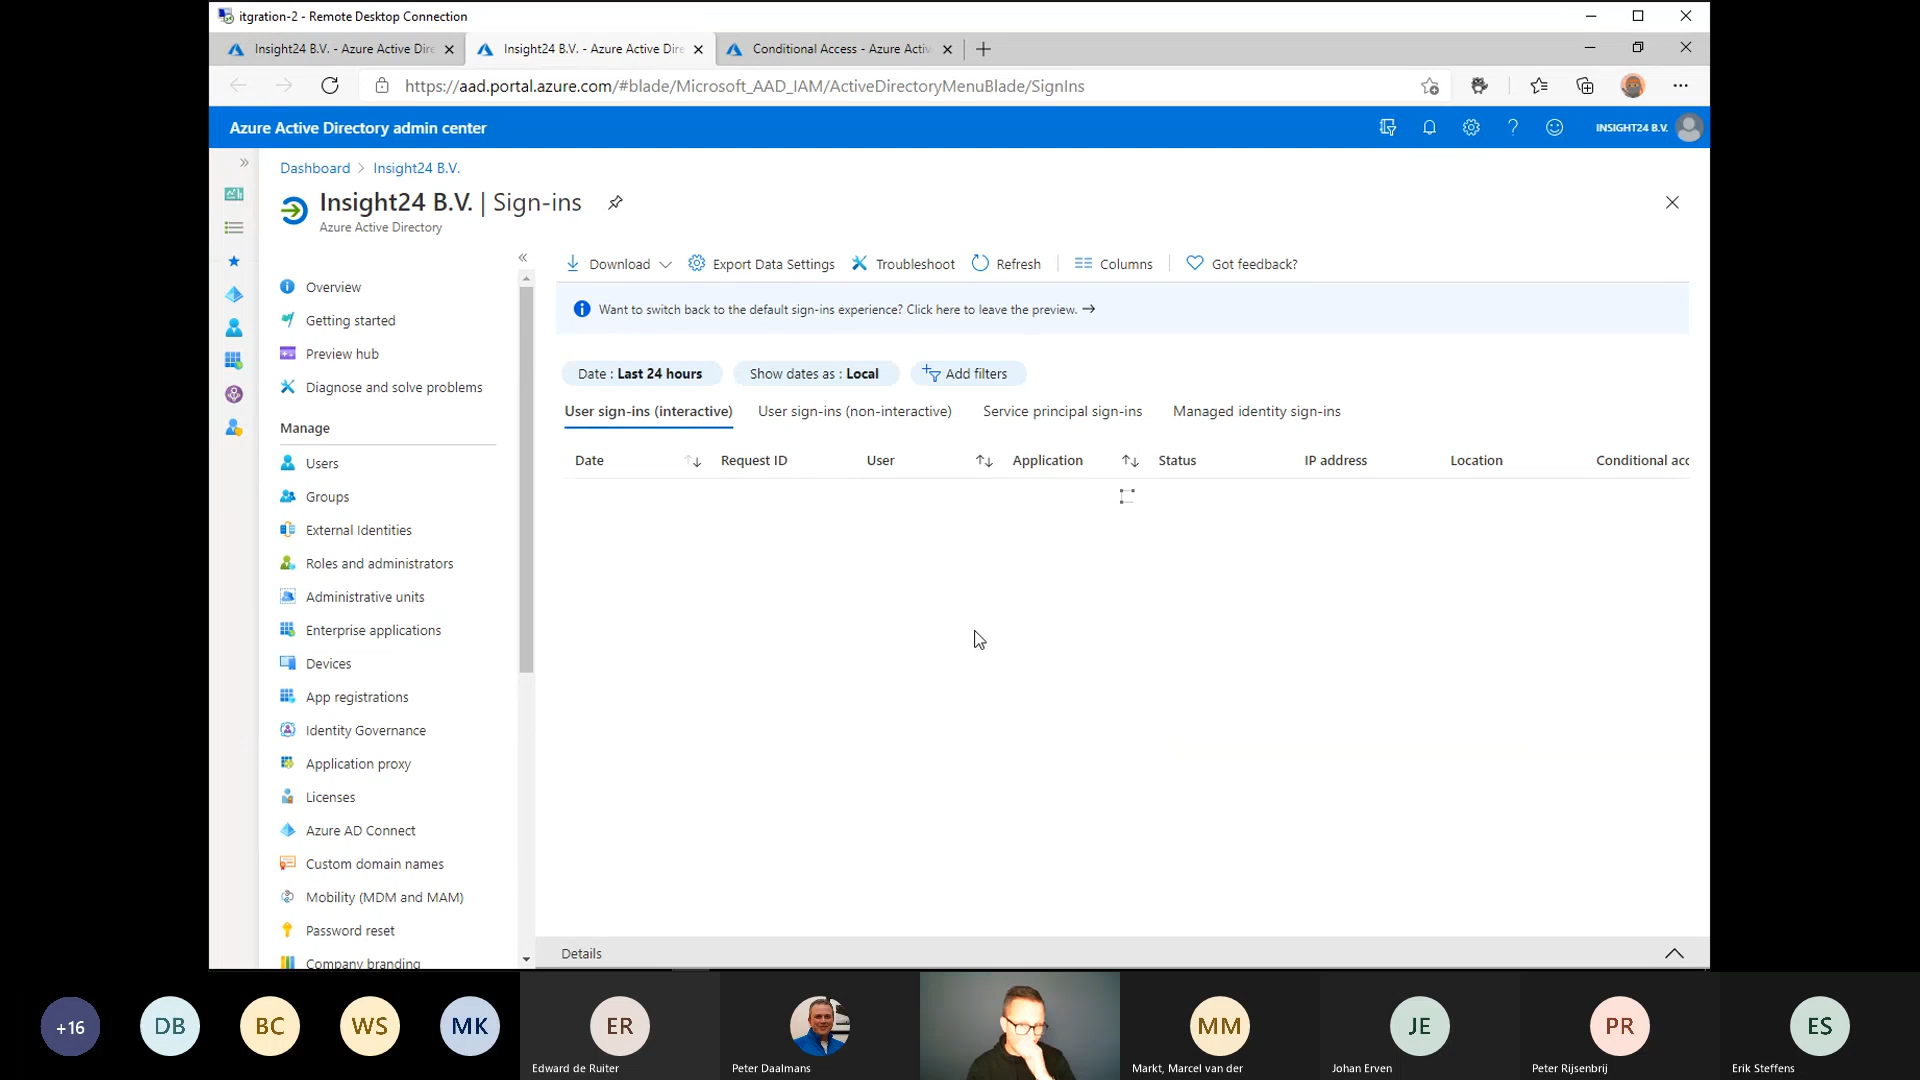 itgration-2 - Remote Desktop Connection
Insight24 B.V. - Azure Active Dire
Insight24 B.V. - Azure Active Dire
Conditional Access - Azure Activ
https://aad.portal.azure.com/#blade/Microsoft_AAD_IAM/ActiveDirectoryMenuBlade/SignIns
Azure Active Directory admin center
INSIGHT24 B.V.
Dashboard > Insight24 B.V.
Insight24 B.V. | Sign-ins
Azure Active Directory
Download
Export Data Settings
Troubleshoot
Refresh
Columns
Got feedback?
Want to switch back to the default sign-ins experience? Click here to leave the preview. →
Date : Last 24 hours
Show dates as : Local
Add filters
User sign-ins (interactive)
User sign-ins (non-interactive)
Service principal sign-ins
Managed identity sign-ins
Date
Request ID
User
Application
Status
IP address
Location
Conditional acc
Overview
Getting started
Preview hub
Diagnose and solve problems
Manage
Users
Groups
External Identities
Roles and administrators
Administrative units
Enterprise applications
Devices
App registrations
Identity Governance
Application proxy
Licenses
Azure AD Connect
Custom domain names
Mobility (MDM and MAM)
Password reset
Company branding
Details
+16
DB
BC
WS
MK
ER
Edward de Ruiter
Peter Daalmans
MM
Markt, Marcel van der
JE
Johan Erven
PR
Peter Rijsenbrij
ES
Erik Steffens